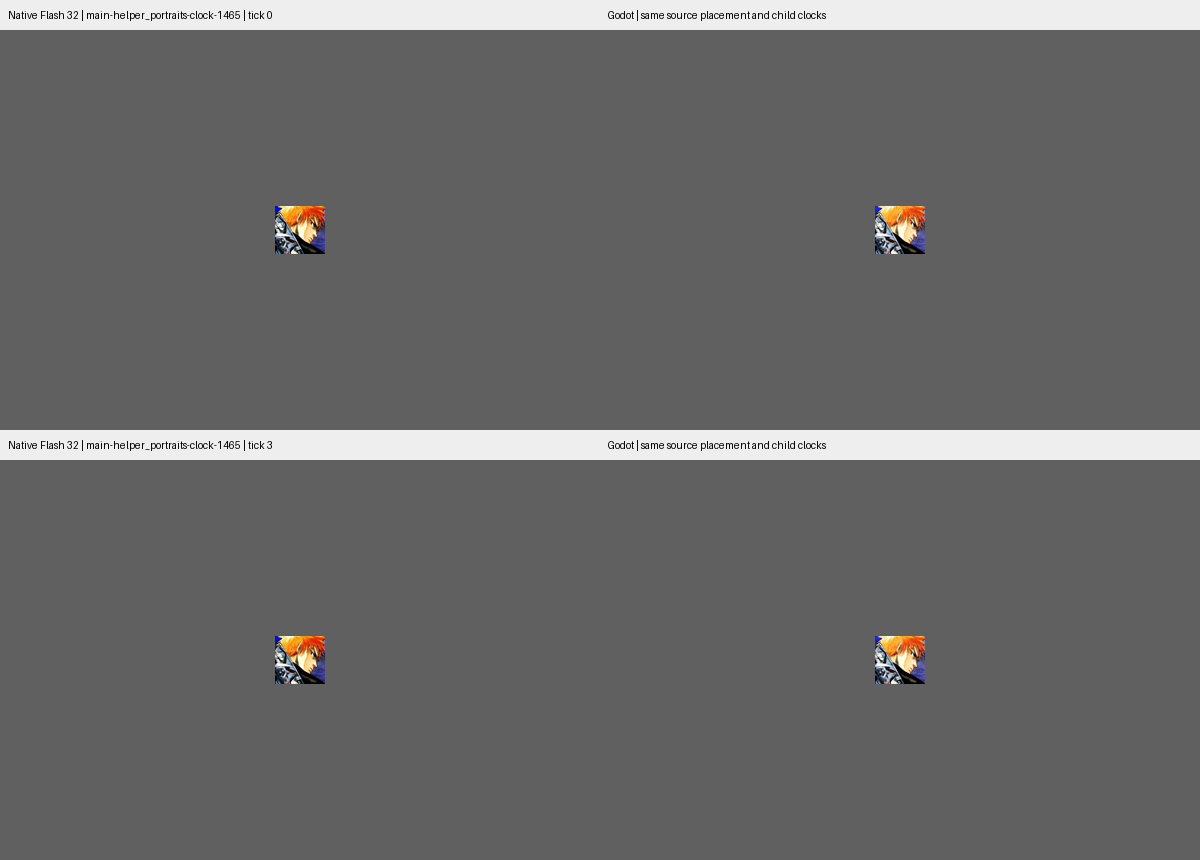 Native Flash 32 | main-helper_portraits-clock-1465 | tick 0
Godot | same source placement and child clocks
Native Flash 32 | main-helper_portraits-clock-1465 | tick 3
Godot | same source placement and child clocks